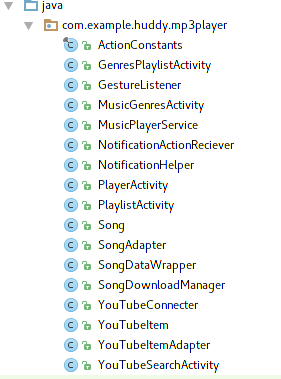 java
com.example.huddy.mp3player
ActionConstants
GenresPlaylistActivity
GestureListener
MusicGenresActivity
MusicPlayerService
NotificationActionReciever
NotificationHelper
PlayerActivity
PlaylistActivity
Song
SongAdapter
SongDataWrapper
SongDownloadManager
YouTubeConnecter
YouTubeItem
YouTubeItemAdapter
YouTubeSearchActivity